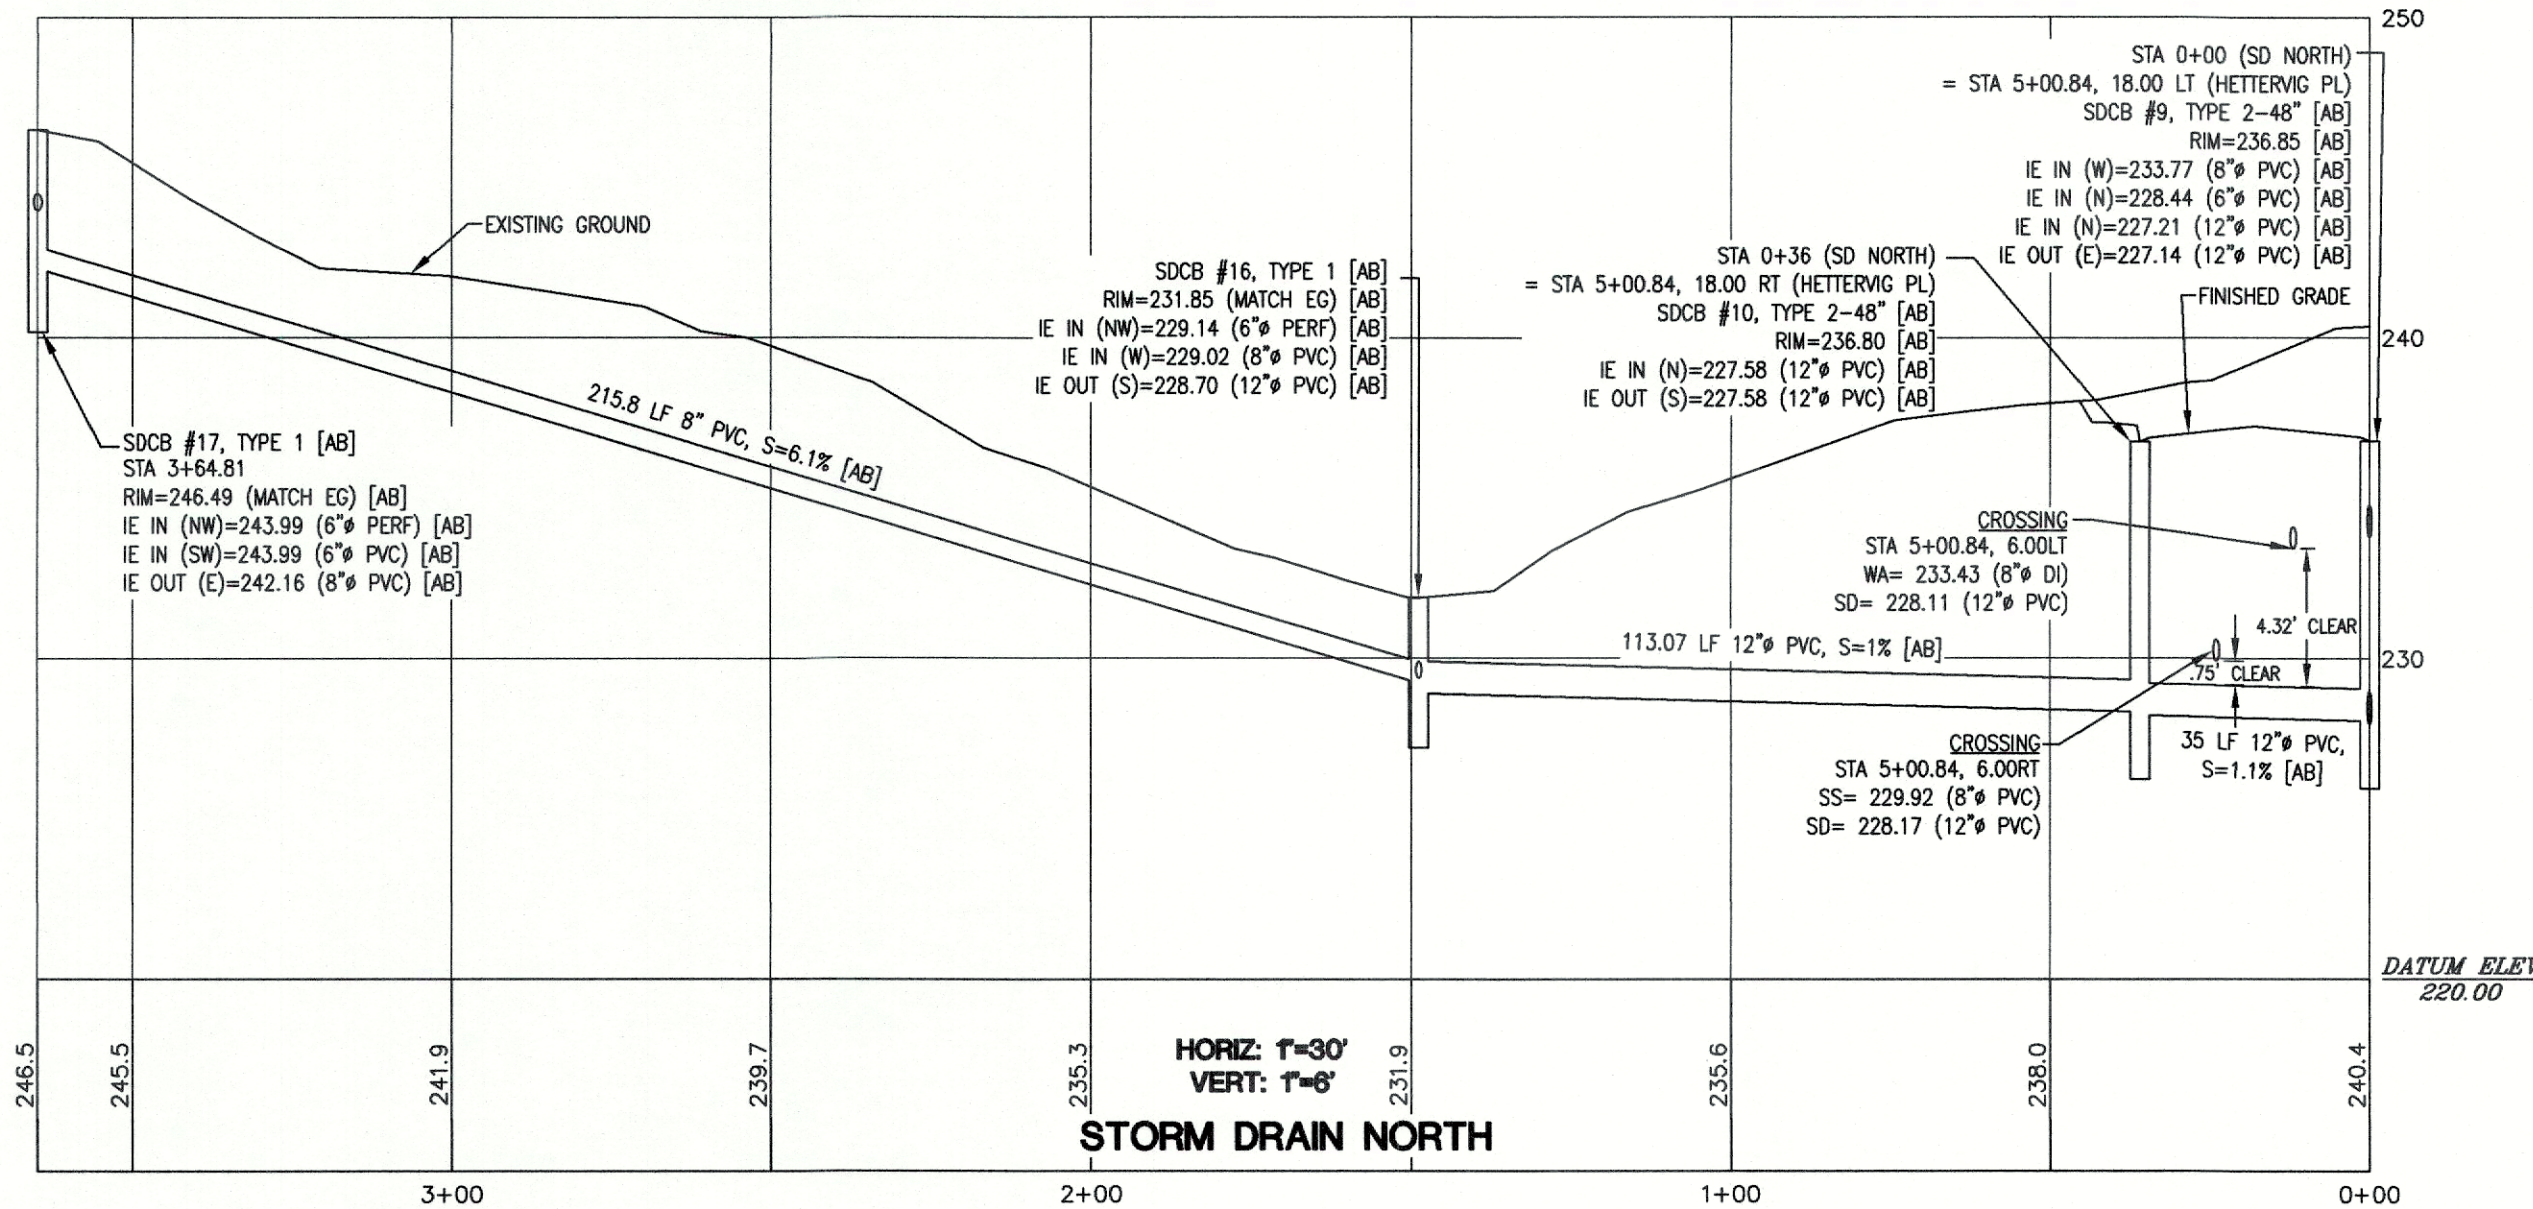 250
STA 0+00 (SD NORTH)
= STA 5+00.84, 18.00 LT (HETTERVIG PL)
SDCB #9, TYPE 2-48" [AB]
RIM=236.85 [AB]
IE IN (W)=233.77 (8"ø PVC) [AB]
IE IN (N)=228.44 (6"ø PVC) [AB]
IE IN (N)=227.21 (12"ø PVC) [AB]
IE OUT (E)=227.14 (12"ø PVC) [AB]
EXISTING GROUND
SDCB #16, TYPE 1 [AB]
RIM=231.85 (MATCH EG) [AB]
IE IN (NW)=229.14 (6"ø PERF) [AB]
IE IN (W)=229.02 (8"ø PVC) [AB]
IE OUT (S)=228.70 (12"ø PVC) [AB]
STA 0+36 (SD NORTH)
= STA 5+00.84, 18.00 RT (HETTERVIG PL)
SDCB #10, TYPE 2-48" [AB]
RIM=236.80 [AB]
IE IN (N)=227.58 (12"ø PVC) [AB]
IE OUT (S)=227.58 (12"ø PVC) [AB]
FINISHED GRADE
240
215.8 LF 8" PVC, S=6.1% [AB]
SDCB #17, TYPE 1 [AB]
STA 3+64.81
RIM=246.49 (MATCH EG) [AB]
IE IN (NW)=243.99 (6"ø PERF) [AB]
IE IN (SW)=243.99 (6"ø PVC) [AB]
IE OUT (E)=242.16 (8"ø PVC) [AB]
CROSSING
STA 5+00.84, 6.00LT
WA= 233.43 (8"ø DI)
SD= 228.11 (12"ø PVC)
4.32' CLEAR
113.07 LF 12"ø PVC, S=1% [AB]
230
.75' CLEAR
CROSSING
STA 5+00.84, 6.00RT
SS= 229.92 (8"ø PVC)
SD= 228.17 (12"ø PVC)
35 LF 12"ø PVC,
S=1.1% [AB]
DATUM ELEV
220.00
246.5
245.5
241.9
239.7
235.3
231.9
235.6
238.0
240.4
HORIZ: 1"=30'
VERT: 1"=6'
STORM DRAIN NORTH
3+00
2+00
1+00
0+00